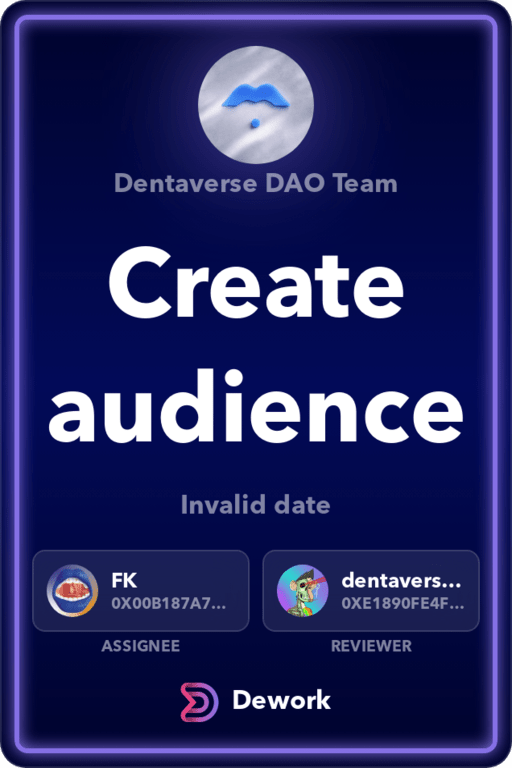 Dentaverse DAO Team
Create
audience
Invalid date
FK
0X00B187A7...
dentavers...
0XE1890FE4F...
ASSIGNEE
REVIEWER
Dework